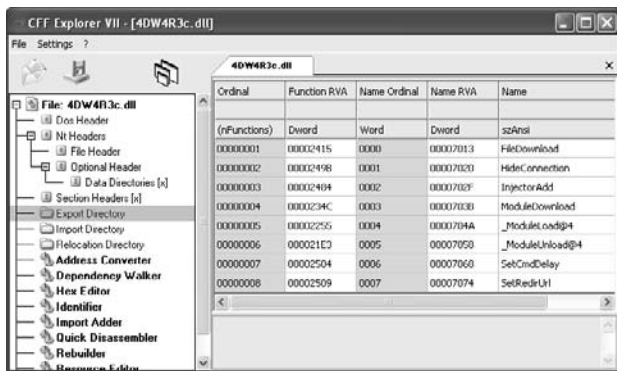 CFF Explorer VII - [4DW4R3c.dll]
File Settings ?
4DW4R3c.dll
File: 4DW4R3c.dll
Dos Header
Nt Headers
File Header
Optional Header
Data Directories [x]
Section Headers [x]
Export Directory
Import Directory
Relocation Directory
Address Converter
Dependency Walker
Hex Editor
Identifier
Import Adder
Quick Disassembler
Rebuilder
Resource Editor
Ordinal Function RVA Name Ordinal Name RVA Name
(nFunctions) Dword Word Dword szAnsi
00000001 00002415 0000 00007013 FileDownload
00000002 00002498 0001 00007020 HideConnection
00000003 00002484 0002 0000702F InjectorAdd
00000004 0000234C 0003 0000703B ModuleDownload
00000005 00002255 0004 0000704A _ModuleLoad@4
00000006 000021E3 0005 00007058 _ModuleUnload@4
00000007 00002504 0006 00007068 SetCmdDelay
00000008 00002509 0007 00007074 SetRedirUrl